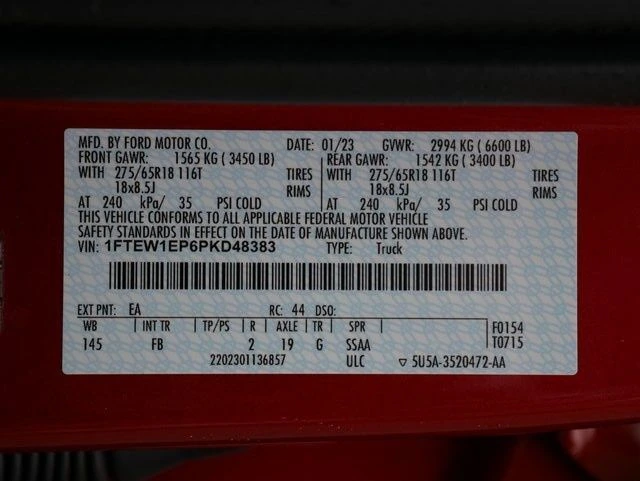 MFD. BY FORD MOTOR CO. DATE: 01/23 GVWR: 2994 KG ( 6600 LB)
FRONT GAWR: 1565 KG ( 3450 LB) REAR GAWR: 1542 KG ( 3400 LB)
WITH 275/65R18 116T TIRES WITH 275/65R18 116T TIRES
18x8.5J RIMS 18x8.5J RIMS
AT 240 kPa/ 35 PSI COLD AT 240 kPa/ 35 PSI COLD
THIS VEHICLE CONFORMS TO ALL APPLICABLE FEDERAL MOTOR VEHICLE
SAFETY STANDARDS IN EFFECT ON THE DATE OF MANUFACTURE SHOWN ABOVE.
VIN: 1FTEW1EP6PKD48383 TYPE: Truck
EXT PNT: EA RC: 44 DSO:
WB INT TR TP/PS R AXLE TR SPR F0154
145 FB 2 19 G SSAA T0715
2202301136857 ULC ▽ 5U5A-3520472-AA